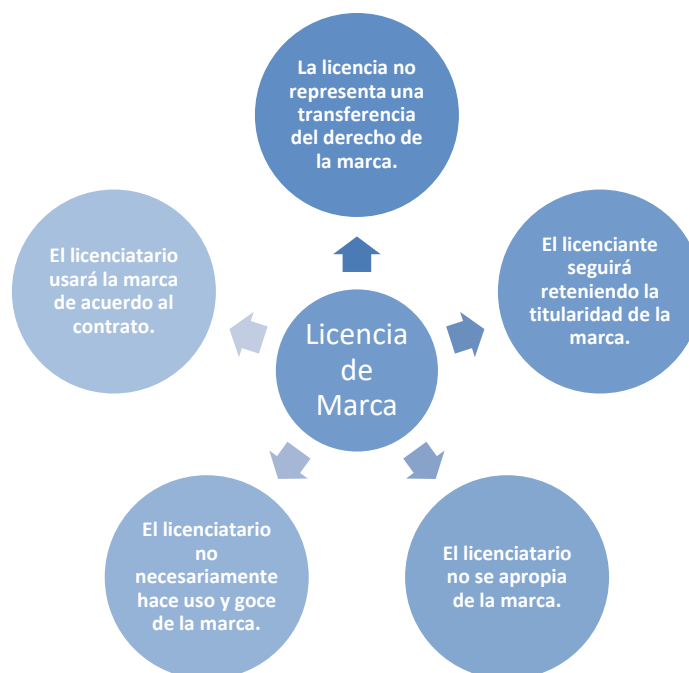 La licencia no
representa una
transferencia
del derecho de
la marca.
El licenciante
seguirá
reteniendo la
titularidad de la
marca.
El licenciatario
no se apropia
de la marca.
El licenciatario
no
necesariamente
hace uso y goce
de la marca.
El licenciatario
usará la marca
de acuerdo al
contrato.
Licencia
de
Marca